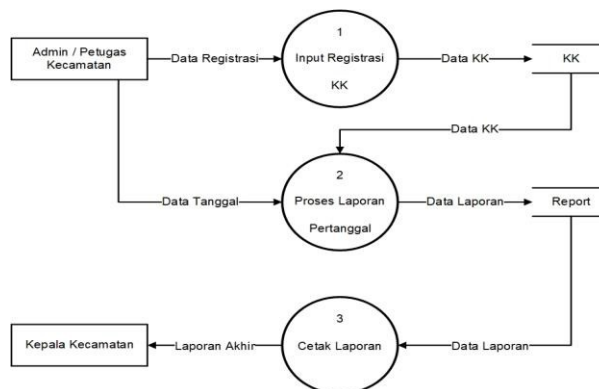 1
Admin / Petugas
Kecamatan
Data Registrasi
Input Registrasi
KK
Data KK
KK
Data KK
2
Data Tanggal
Proses Laporan
Pertanggal
Data Laporan
Report
3
Kepala Kecamatan
Laporan Akhir
Cetak Laporan
Data Laporan